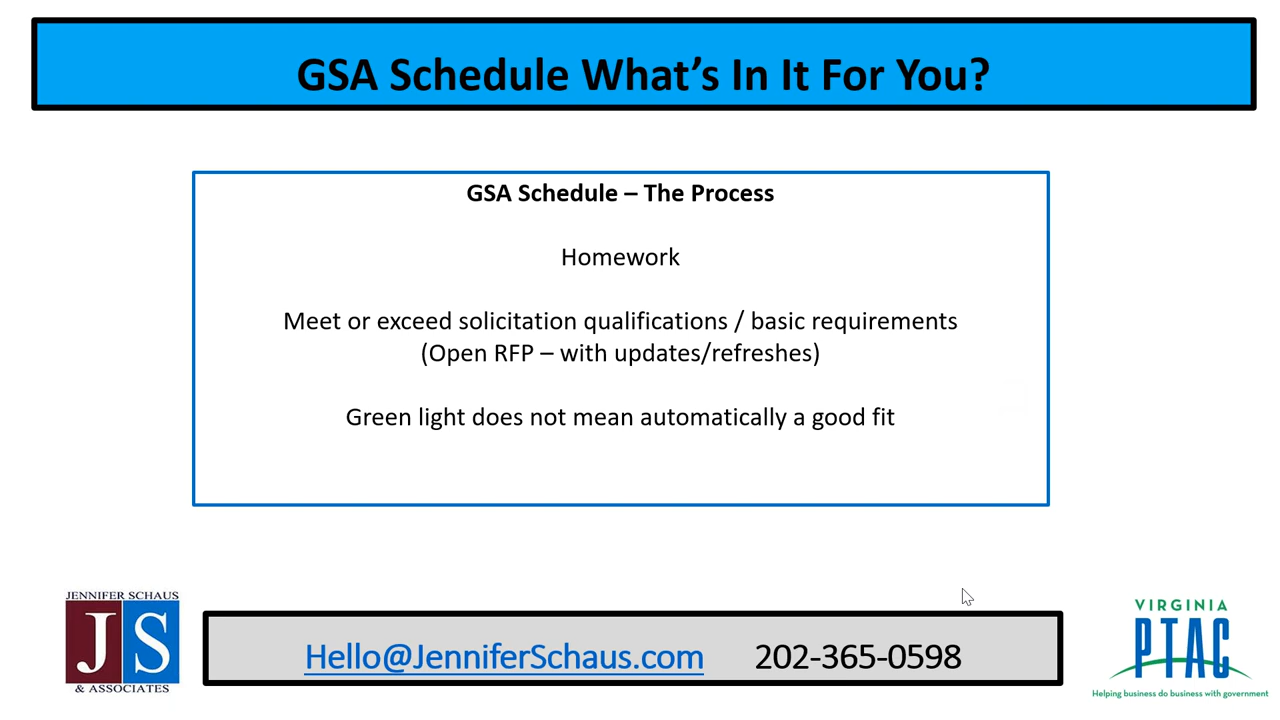 GSA Schedule What's In It For You?
GSA Schedule – The Process
Homework
Meet or exceed solicitation qualifications / basic requirements
(Open RFP – with updates/refreshes)
Green light does not mean automatically a good fit
JENNIFER SCHAUS
JS
& ASSOCIATES
Hello@JenniferSchaus.com 202-365-0598
VIRGINIA
PTAC
Helping business do business with government